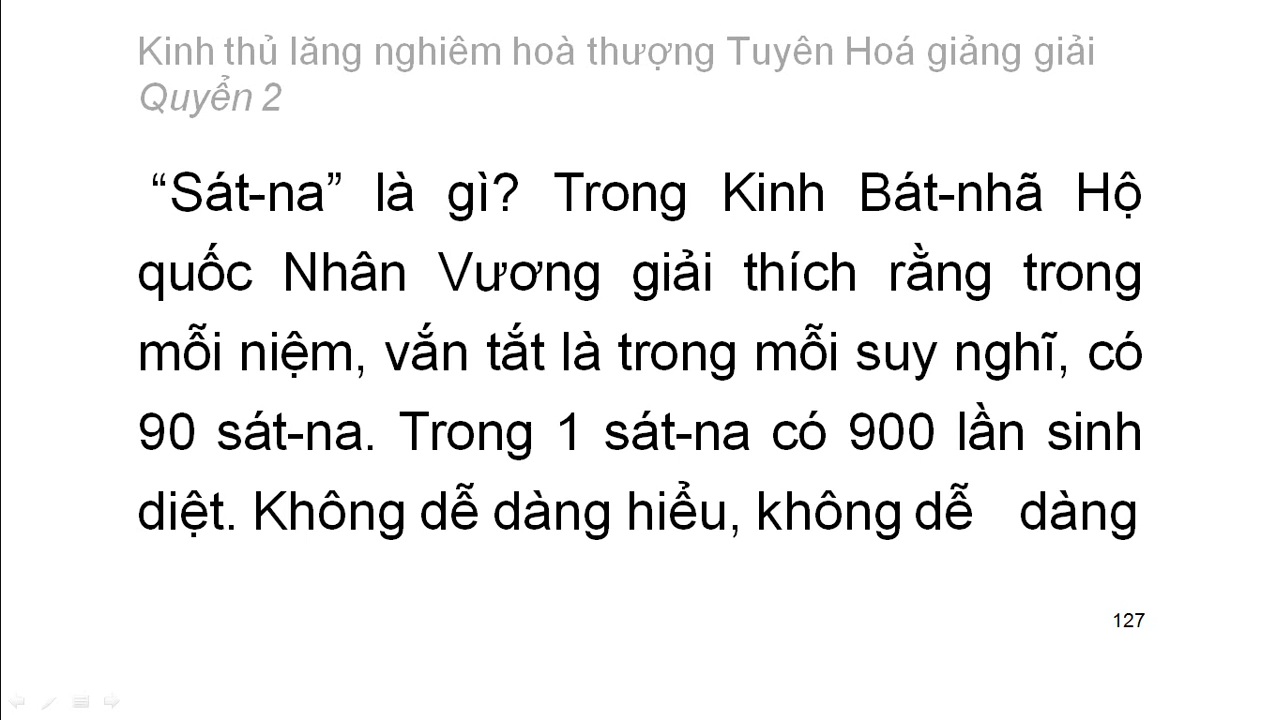 Kinh thủ lăng nghiêm hoà thượng Tuyên Hoá giảng giải
Quyển 2
“Sát-na” là gì? Trong Kinh Bát-nhã Hộ
quốc Nhân Vương giải thích rằng trong
mỗi niệm, vắn tắt là trong mỗi suy nghĩ, có
90 sát-na. Trong 1 sát-na có 900 lần sinh
diệt. Không dễ dàng hiểu, không dễ dàng
127